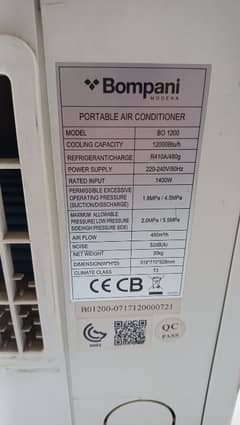 Bompani
MODENA
PORTABLE AIR CONDITIONER
MODEL BO 1200
COOLING CAPACITY 12000Btu/h
REFRIGERANT/CHARGE R410A/480g
POWER SUPPLY 220-240V/50Hz
RATED INPUT 1400W
PERMISSIBLE EXCESSIVE
OPERATING PRESSURE
(SUCTION/DISCHARGE) 1.8MPa / 4.5MPa
MAXIMUM ALLOWABLE
PRESSURE( LOW PRESSURE
SIDE/HIGH PRESSURE SIDE) 2.0MPa / 5.5MPa
AIR FLOW
NOISE 52dB(A)
NET WEIGHT
DIMENSION(W*H*D)
CLIMATE CLASS T1
CE CB
B01200-0717120000721
QC
PASS